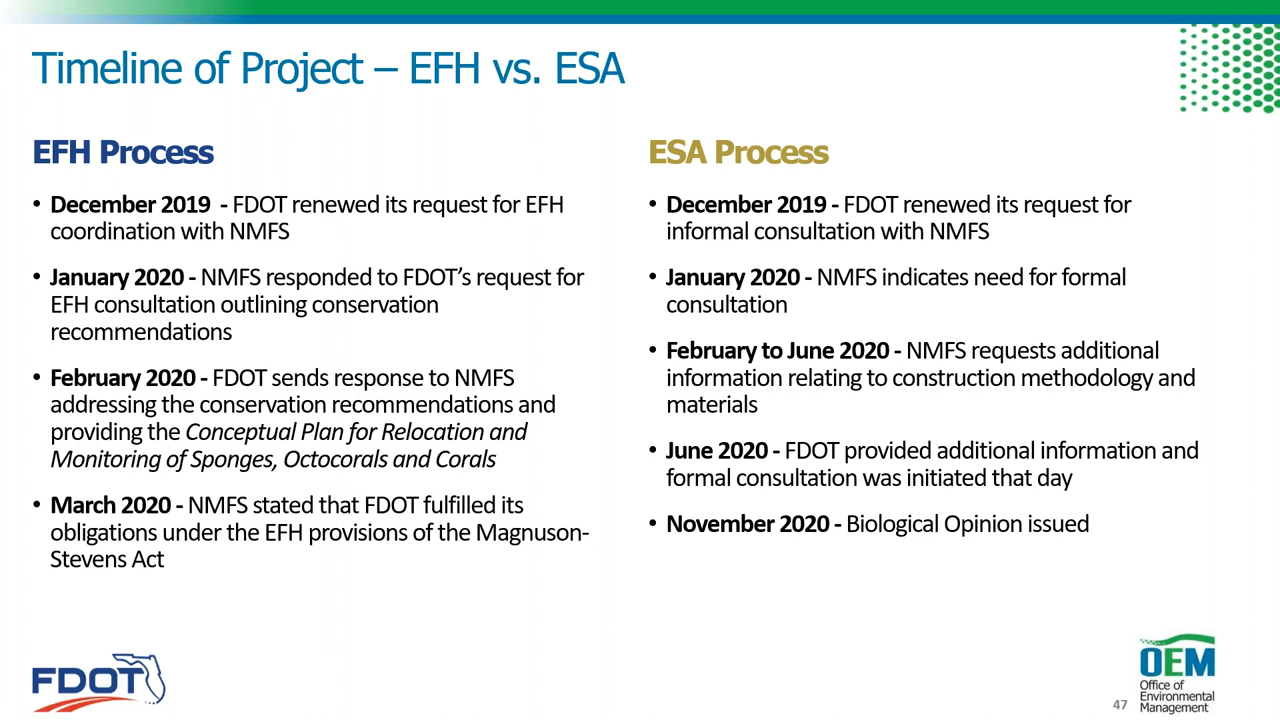 Timeline of Project – EFH vs. ESA
EFH Process
• December 2019 - FDOT renewed its request for EFH
coordination with NMFS
• January 2020 - NMFS responded to FDOT’s request for
EFH consultation outlining conservation
recommendations
• February 2020 - FDOT sends response to NMFS
addressing the conservation recommendations and
providing the Conceptual Plan for Relocation and
Monitoring of Sponges, Octocorals and Corals
• March 2020 - NMFS stated that FDOT fulfilled its
obligations under the EFH provisions of the Magnuson-
Stevens Act
ESA Process
• December 2019 - FDOT renewed its request for
informal consultation with NMFS
• January 2020 - NMFS indicates need for formal
consultation
• February to June 2020 - NMFS requests additional
information relating to construction methodology and
materials
• June 2020 - FDOT provided additional information and
formal consultation was initiated that day
• November 2020 - Biological Opinion issued
FDOT
47
OEM
Office of
Environmental
Management